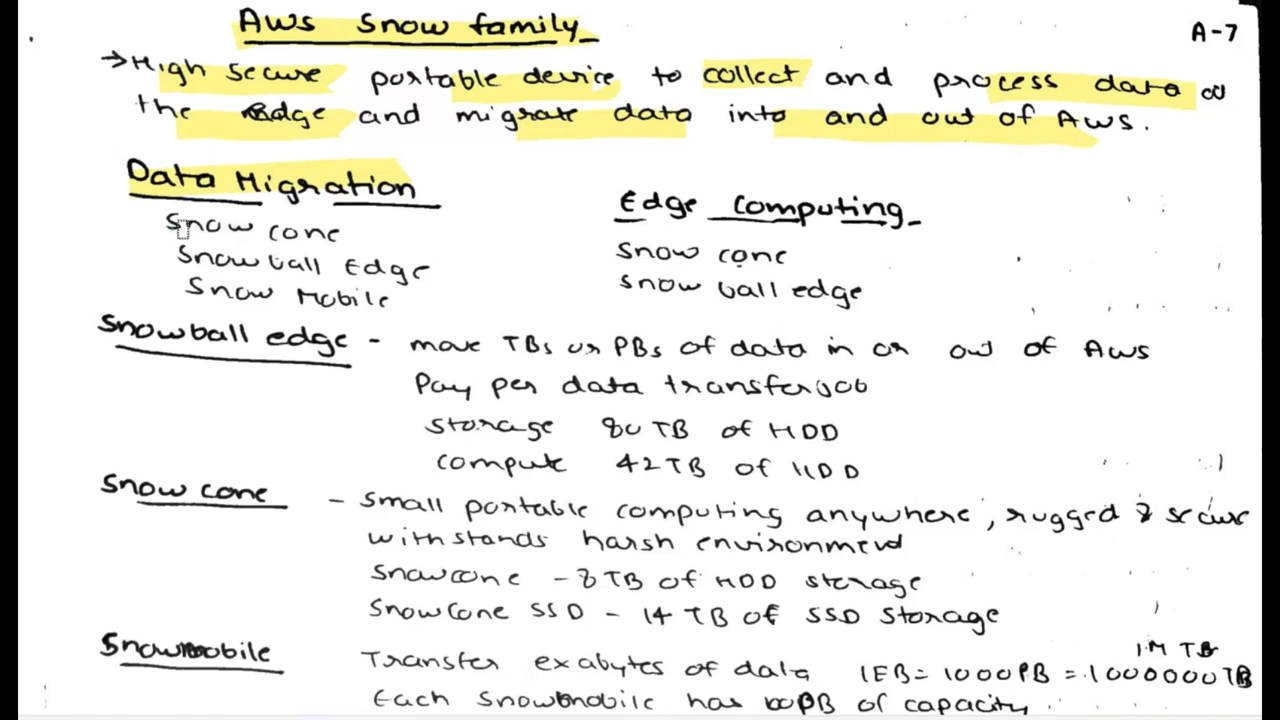 AWS Snow family
A-7
→ High Secure portable device to collect and process data at
the Edge and migrate data into and out of AWS.
Data Migration
Edge Computing
Snow cone
Snow cone
Snowball Edge
Snow ball edge
Snow Mobile
Snowball edge - move TBs or PBs of data in or out of AWS
Pay per data transfer job
storage 80 TB of HDD
compute 42 TB of HDD
Snow cone - Small portable computing anywhere, rugged & secure
withstands harsh environment
Snowcone - 8 TB of HDD storage
SnowCone SSD - 14 TB of SSD Storage
1M TB
Snowmobile Transfer exabytes of data 1EB = 1000PB = 1000000TB
Each Snowmobile has 100PB of capacity